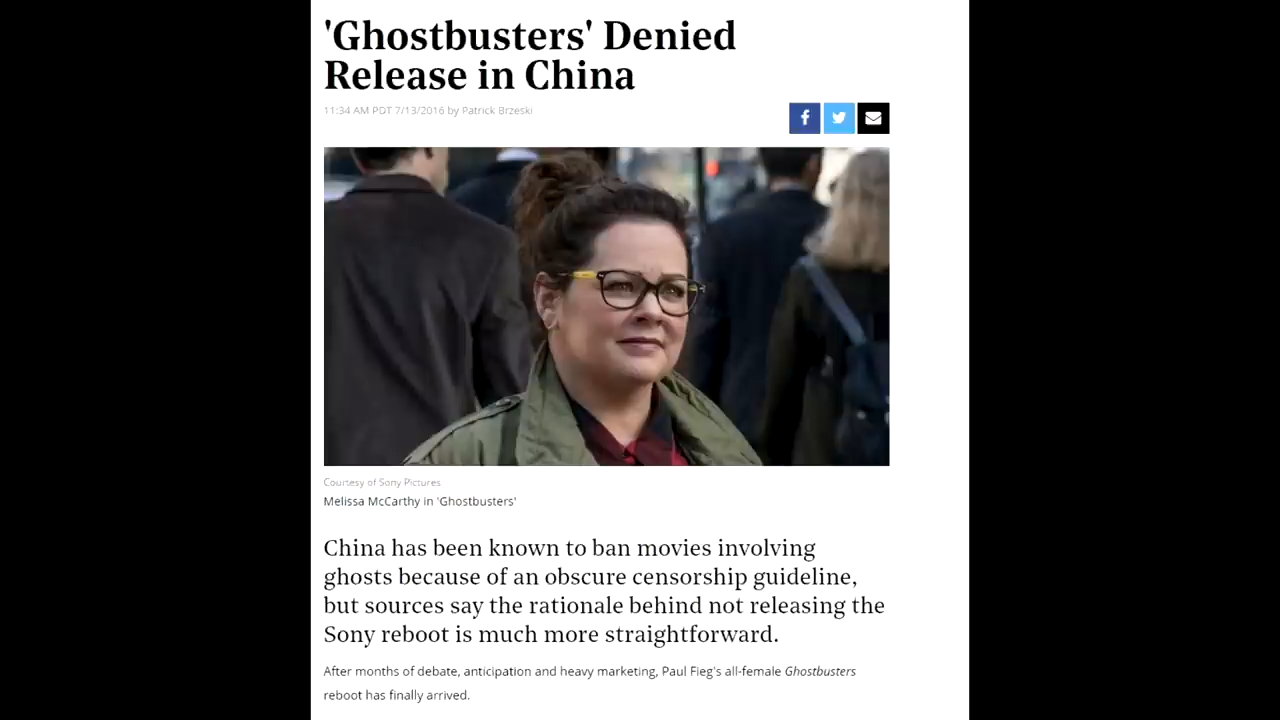 'Ghostbusters' Denied
Release in China
11:34 AM PDT 7/13/2016 by Patrick Brzeski
Courtesy of Sony Pictures
Melissa McCarthy in 'Ghostbusters'
China has been known to ban movies involving
ghosts because of an obscure censorship guideline,
but sources say the rationale behind not releasing the
Sony reboot is much more straightforward.
After months of debate, anticipation and heavy marketing, Paul Fieg's all-female Ghostbusters
reboot has finally arrived.